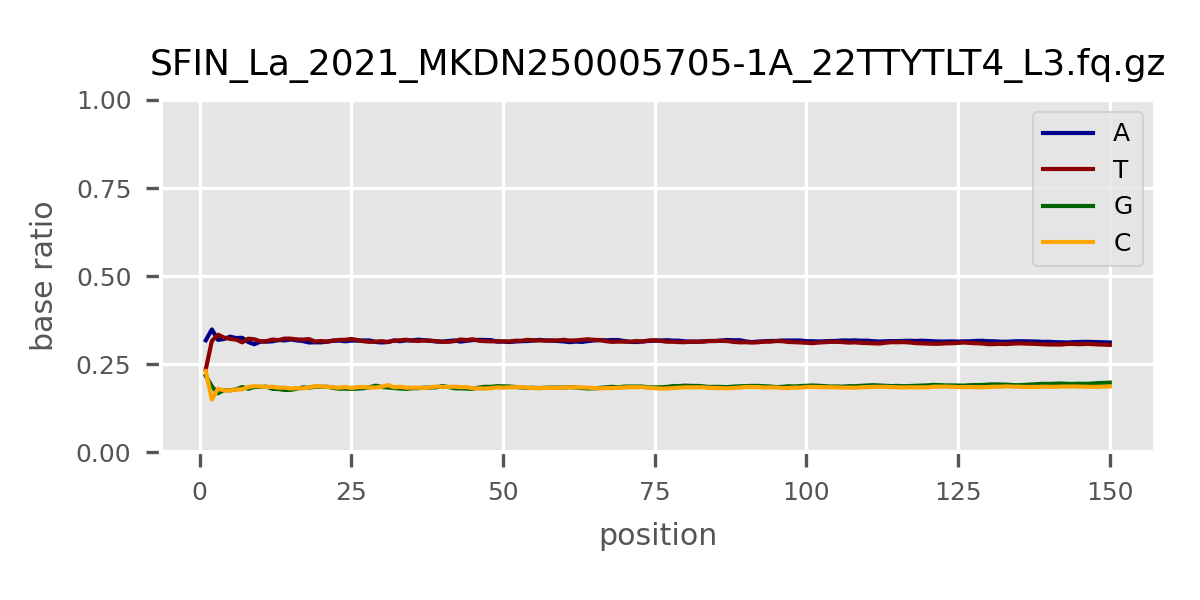 SFIN_La_2021_MKDN250005705-1A_22TTYTLT4_L3.fq.gz
1.00
0.75
0.50
0.25
0.00
base ratio
A
T
G
C
0 25 50 75 100 125 150
position